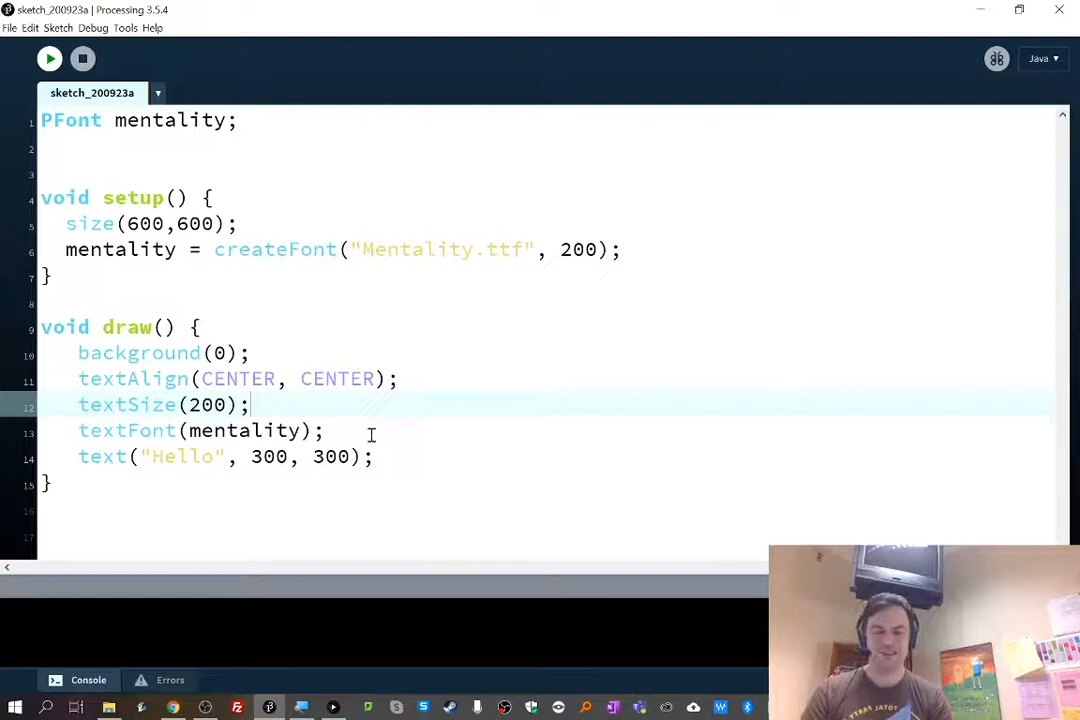 sketch_200923a | Processing 3.5.4
File Edit Sketch Debug Tools Help
Java ▾
sketch_200923a
1 PFont mentality;
2
3
4 void setup() {
5 size(600,600);
6 mentality = createFont("Mentality.ttf", 200);
7 }
8
9 void draw() {
10 background(0);
11 textAlign(CENTER, CENTER);
12 textSize(200);
13 textFont(mentality);
14 text("Hello", 300, 300);
15 }
16
17
Console Errors